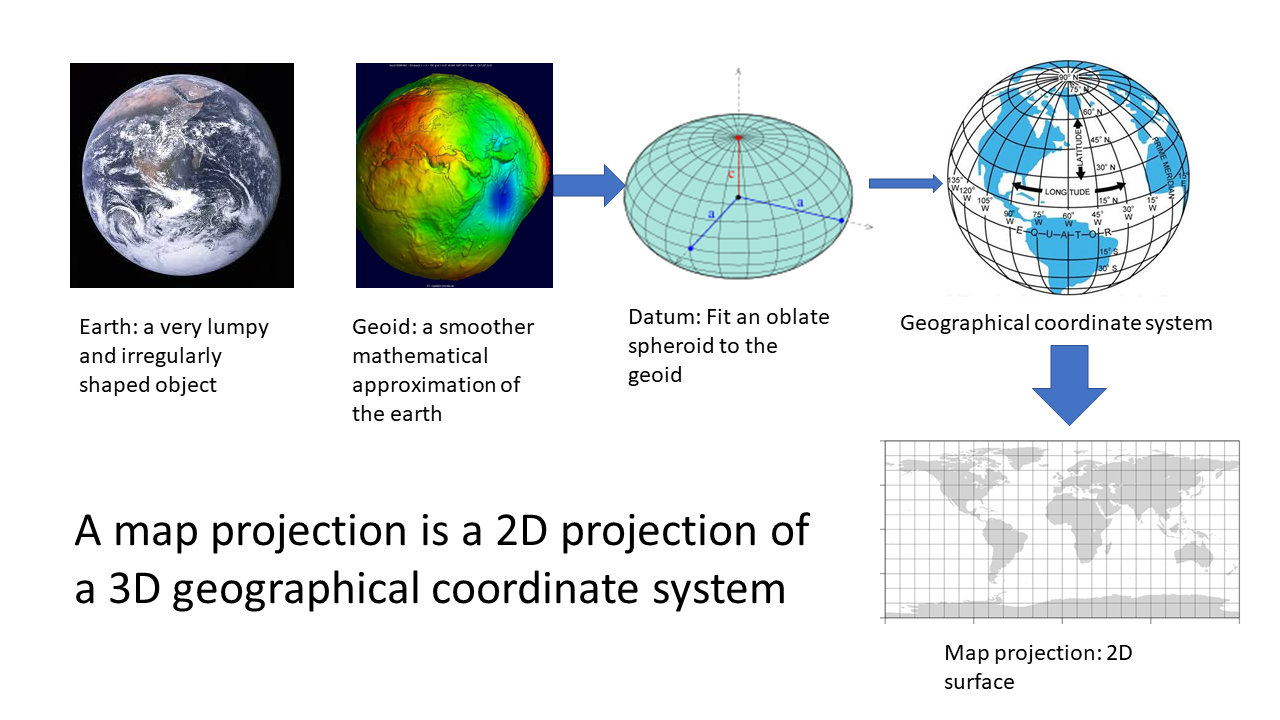 c
a
a
90° N
75° N
60° N
45° N
30° N
15° N
LATITUDE
LONGITUDE
PRIME MERIDIAN
135° W
120° W
105° W
90° W
75° W
60° W
45° W
30° W
15° W
15° E
EQUATOR
15° S
30° S
Earth: a very lumpy
and irregularly
shaped object
Geoid: a smoother
mathematical
approximation of
the earth
Datum: Fit an oblate
spheroid to the
geoid
Geographical coordinate system
A map projection is a 2D projection of
a 3D geographical coordinate system
Map projection: 2D
surface